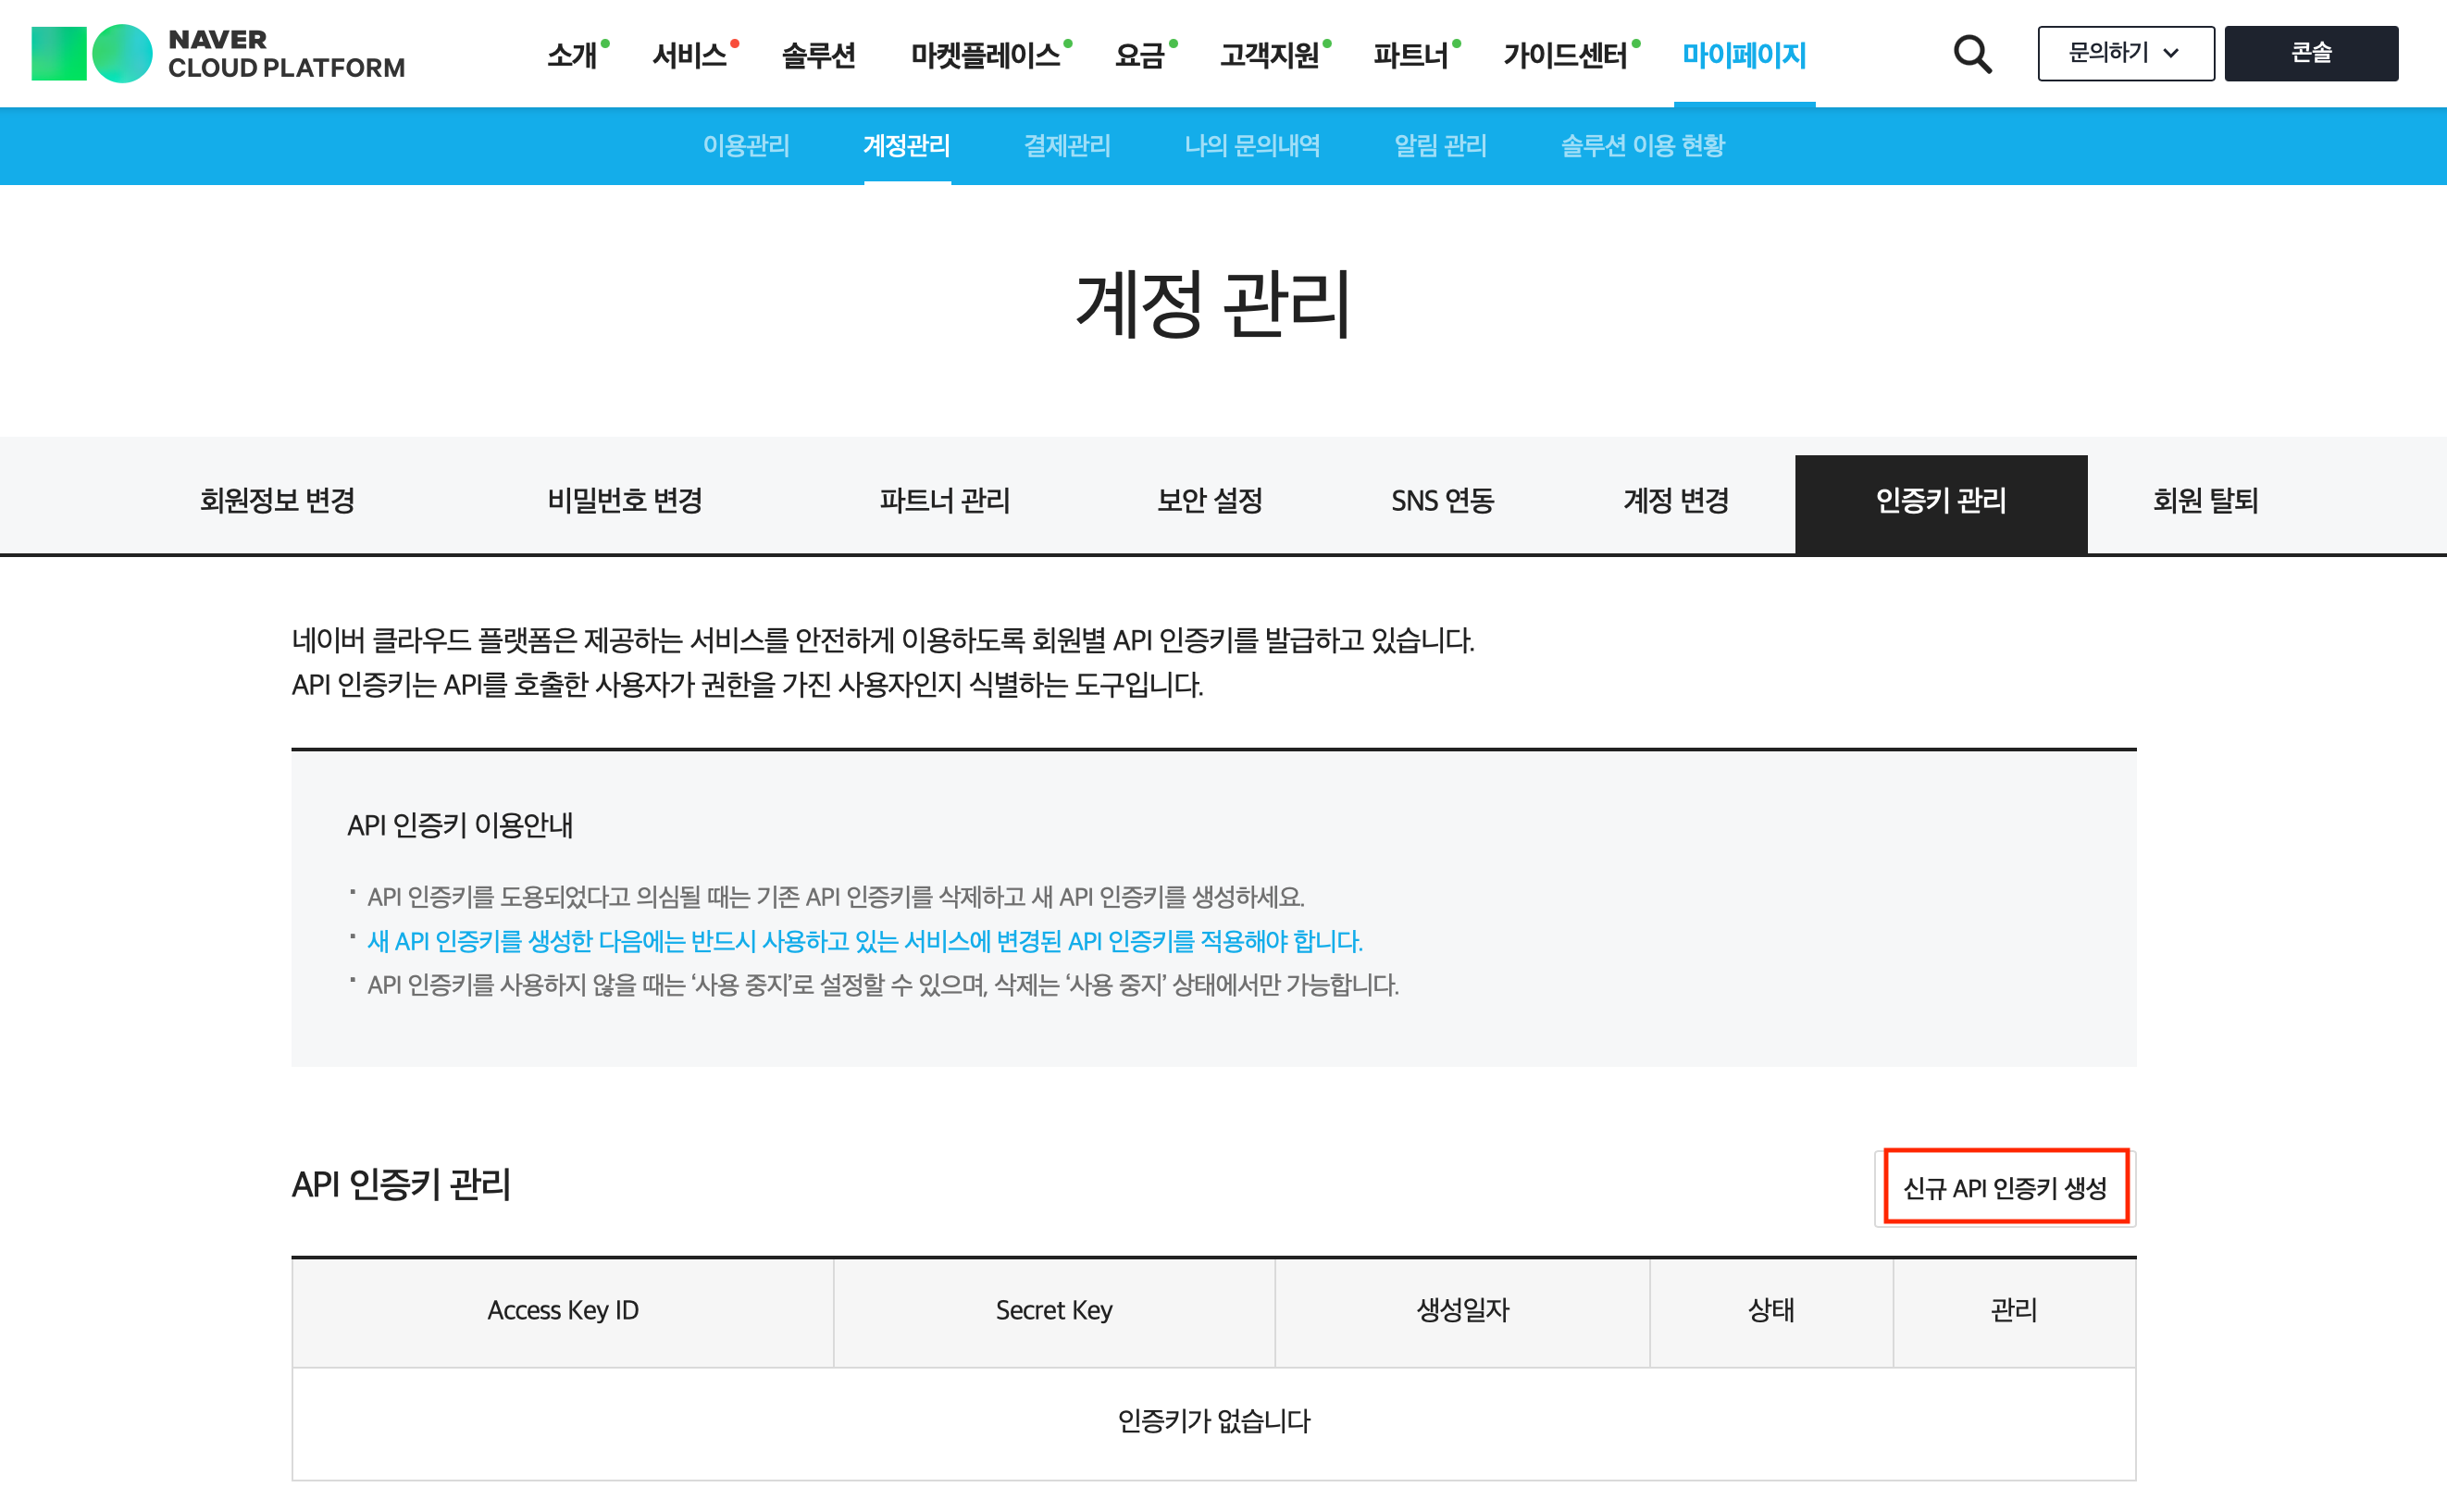 NAVER
CLOUD PLATFORM
소개 서비스 솔루션 마켓플레이스 요금 고객지원 파트너 가이드센터 마이페이지 문의하기 콘솔
이용관리 계정관리 결제관리 나의 문의내역 알림 관리 솔루션 이용 현황
계정 관리
회원정보 변경 비밀번호 변경 파트너 관리 보안 설정 SNS 연동 계정 변경 인증키 관리 회원 탈퇴
네이버 클라우드 플랫폼은 제공하는 서비스를 안전하게 이용하도록 회원별 API 인증키를 발급하고 있습니다.
API 인증키는 API를 호출한 사용자가 권한을 가진 사용자인지 식별하는 도구입니다.
API 인증키 이용안내
API 인증키를 도용되었다고 의심될 때는 기존 API 인증키를 삭제하고 새 API 인증키를 생성하세요.
새 API 인증키를 생성한 다음에는 반드시 사용하고 있는 서비스에 변경된 API 인증키를 적용해야 합니다.
API 인증키를 사용하지 않을 때는 ‘사용 중지’로 설정할 수 있으며, 삭제는 ‘사용 중지’ 상태에서만 가능합니다.
API 인증키 관리 신규 API 인증키 생성
Access Key ID Secret Key 생성일자 상태 관리
인증키가 없습니다